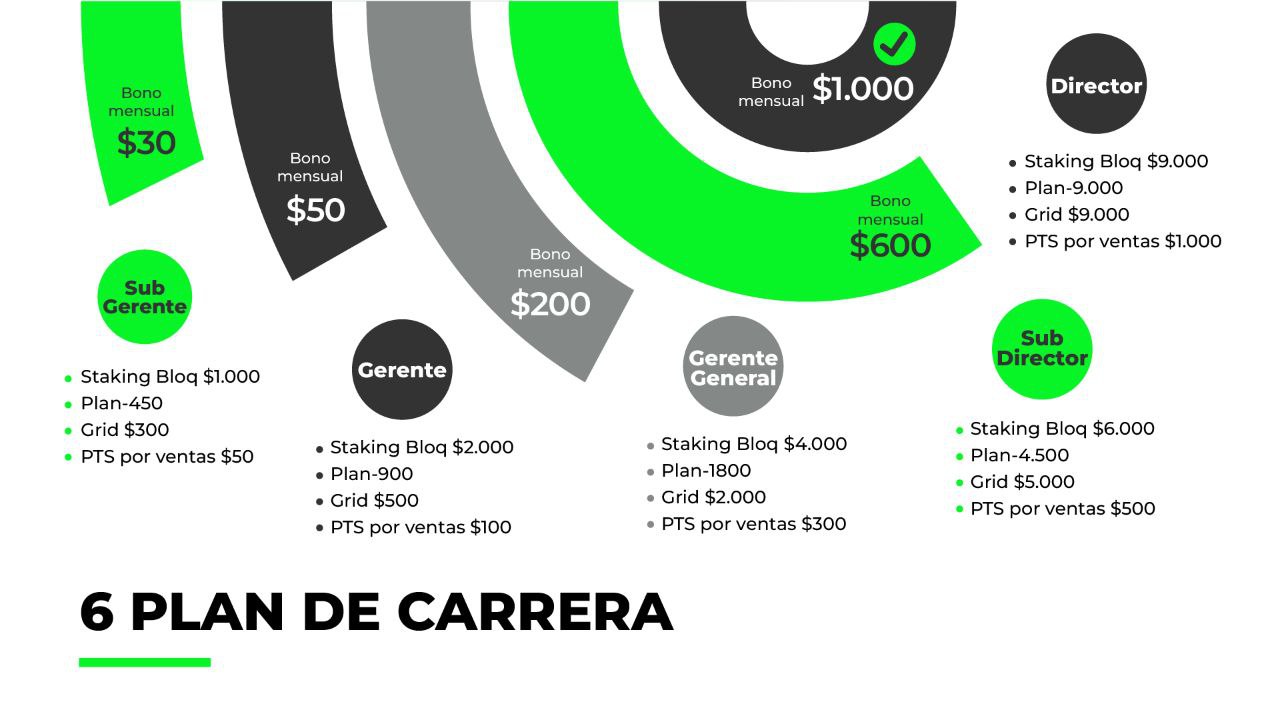 Bono
mensual
$30
Bono
mensual
$50
Bono
mensual
$200
Bono
mensual
$600
Bono
mensual $1.000
Sub
Gerente
Staking Bloq $1.000
Plan-450
Grid $300
PTS por ventas $50
Gerente
Staking Bloq $2.000
Plan-900
Grid $500
PTS por ventas $100
Gerente
General
Staking Bloq $4.000
Plan-1800
Grid $2.000
PTS por ventas $300
Sub
Director
Staking Bloq $6.000
Plan-4.500
Grid $5.000
PTS por ventas $500
Director
Staking Bloq $9.000
Plan-9.000
Grid $9.000
PTS por ventas $1.000
6 PLAN DE CARRERA